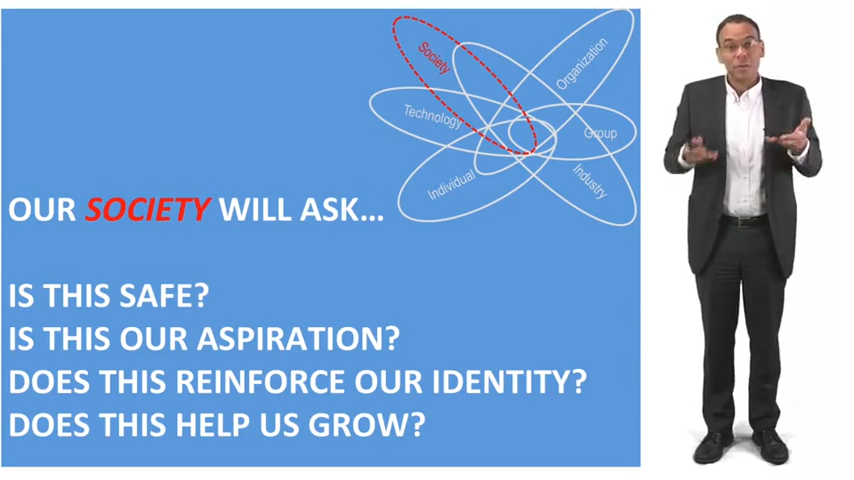 Society
Organization
Technology
Group
Individual
Industry
OUR SOCIETY WILL ASK...
IS THIS SAFE?
IS THIS OUR ASPIRATION?
DOES THIS REINFORCE OUR IDENTITY?
DOES THIS HELP US GROW?